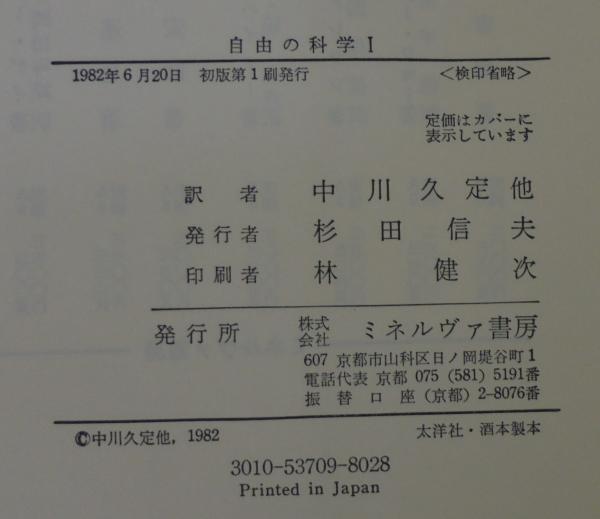 自由の科学 I
1982年6月20日 初版第1刷発行 <検印省略>
定価はカバーに
表示しています
訳者 中川久定他
発行者 杉田信夫
印刷者 林健次
発行所 株式会社 ミネルヴァ書房
607 京都市山科区日ノ岡堤谷町1
電話代表 京都 075 (581) 5191番
振替口座 (京都) 2-8076番
©中川久定他, 1982 太洋社・酒本製本
3010-53709-8028
Printed in Japan